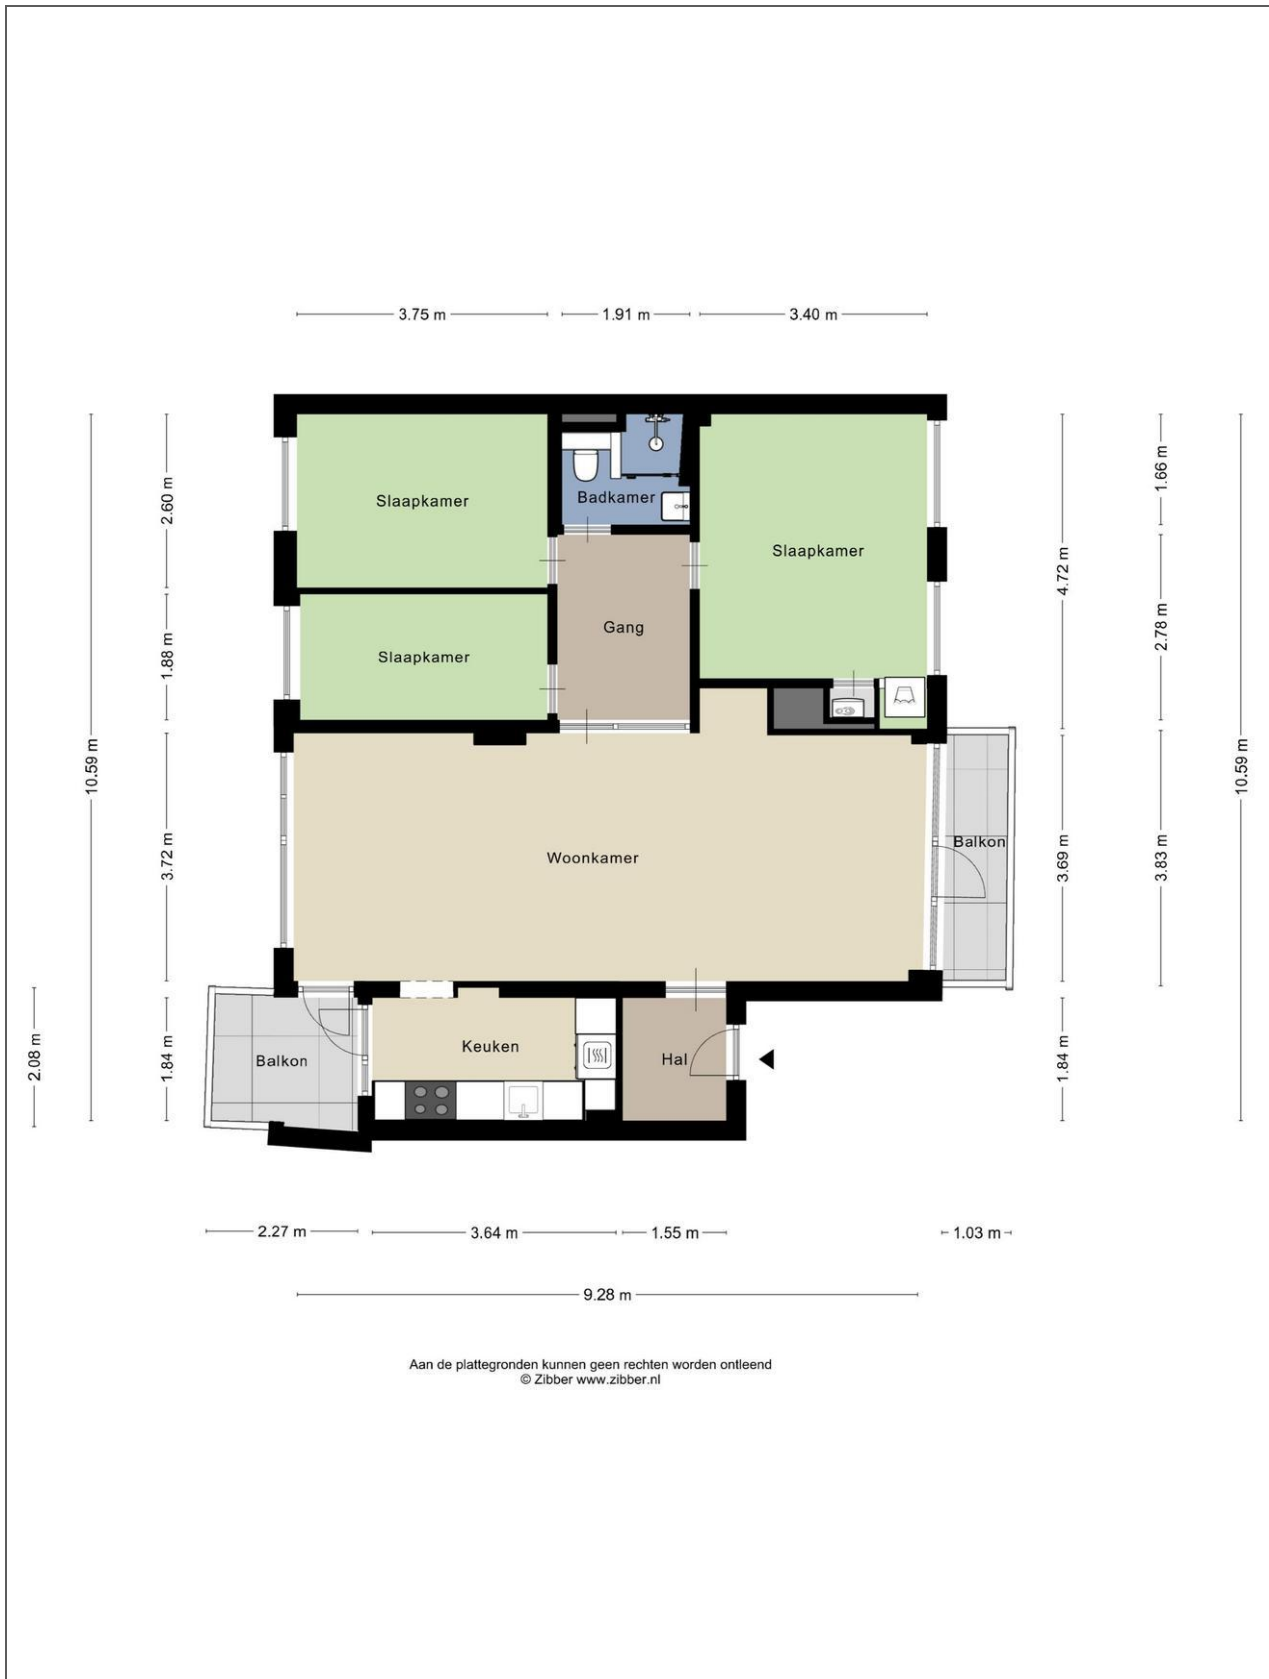 3.75 m
1.91 m
3.40 m
10.59 m
2.60 m
1.88 m
3.72 m
1.84 m
2.08 m
Slaapkamer
Badkamer
Slaapkamer
Gang
Slaapkamer
Woonkamer
Balkon
Balkon
Keuken
Hal
4.72 m
3.69 m
1.84 m
1.66 m
2.78 m
3.83 m
10.59 m
2.27 m
3.64 m
1.55 m
1.03 m
9.28 m
Aan de plattegronden kunnen geen rechten worden ontleend
© Zibber www.zibber.nl